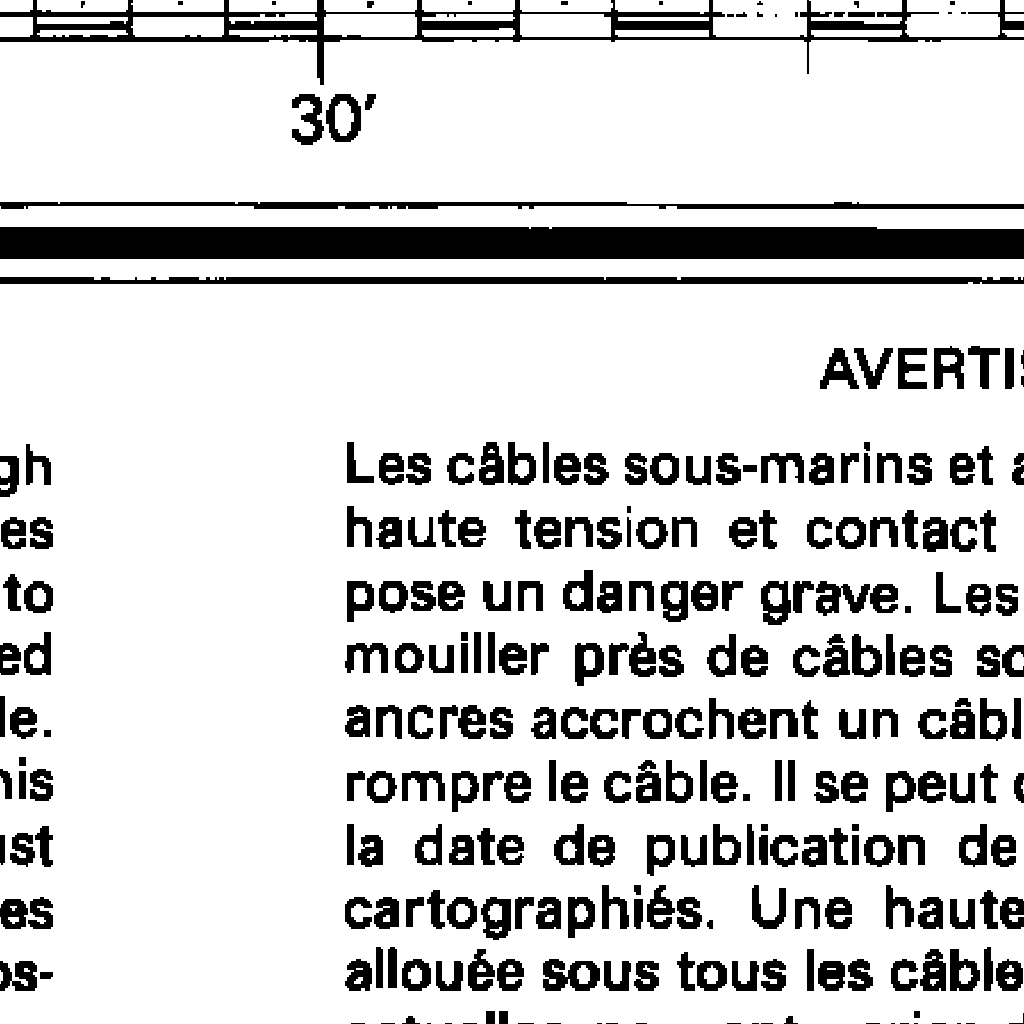 30′
AVERTIS
gh
es
to
ed
le.
his
ust
es
os-
Les câbles sous-marins et a
haute tension et contact
pose un danger grave. Les
mouiller près de câbles so
ancres accrochent un câbl
rompre le câble. Il se peut
la date de publication de
cartographiés. Une haute
allouée sous tous les câble